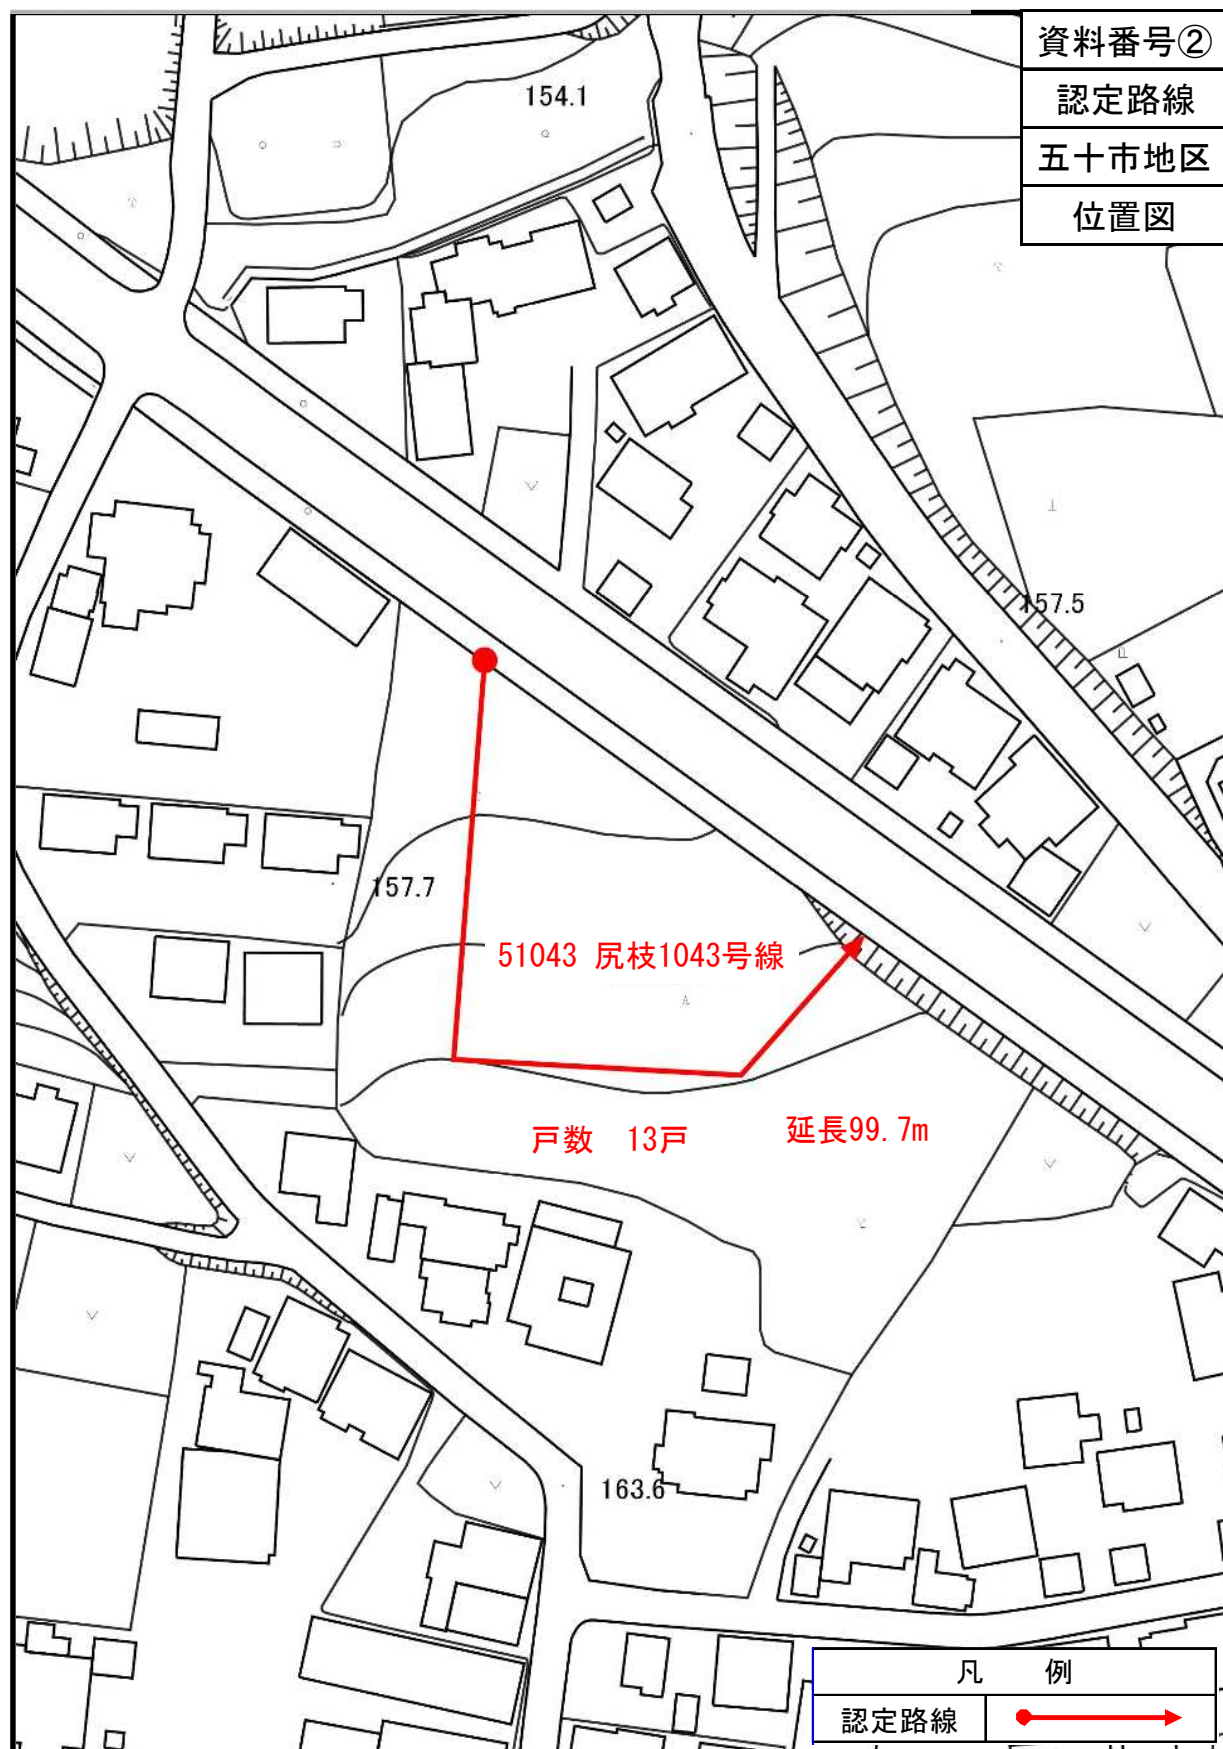 資料番号②
認定路線
五十市地区
位置図
154.1
157.5
157.7
51043 尻枝1043号線
戸数　13戸
延長99.7m
163.6
凡　例
認定路線